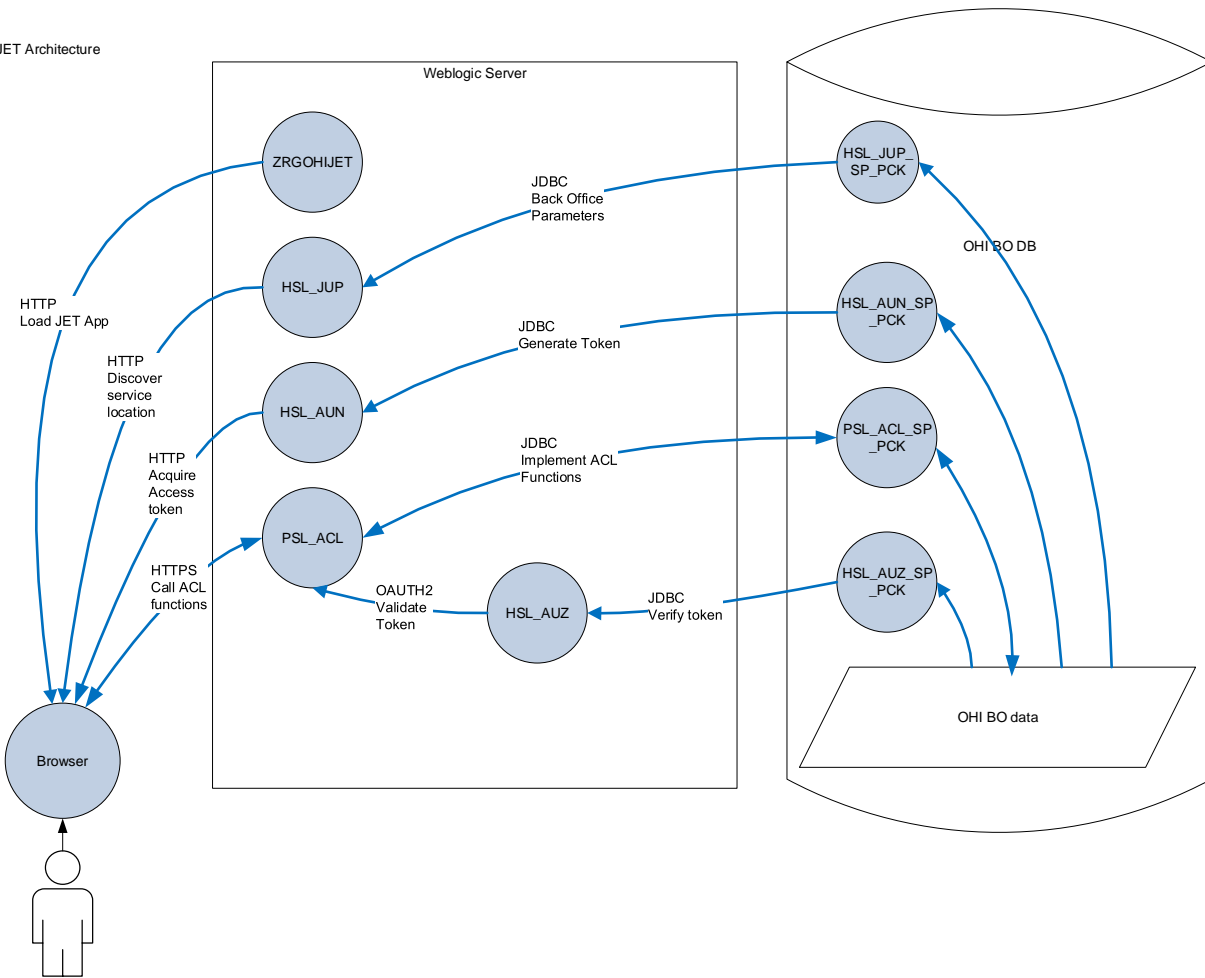 JET Architecture
Weblogic Server
ZRGOHIJET
HSL_JUP_
SP_PCK
JDBC
Back Office
Parameters
OHI BO DB
HSL_JUP
HSL_AUN_SP
_PCK
HTTP
Load JET App
JDBC
Generate Token
HTTP
Discover
service
location
HSL_AUN
PSL_ACL_SP
_PCK
JDBC
Implement ACL
Functions
HTTP
Acquire
Access
token
PSL_ACL
HTTPS
Call ACL
functions
HSL_AUZ_SP
_PCK
OAUTH2
Validate
Token
HSL_AUZ
JDBC
Verify token
OHI BO data
Browser